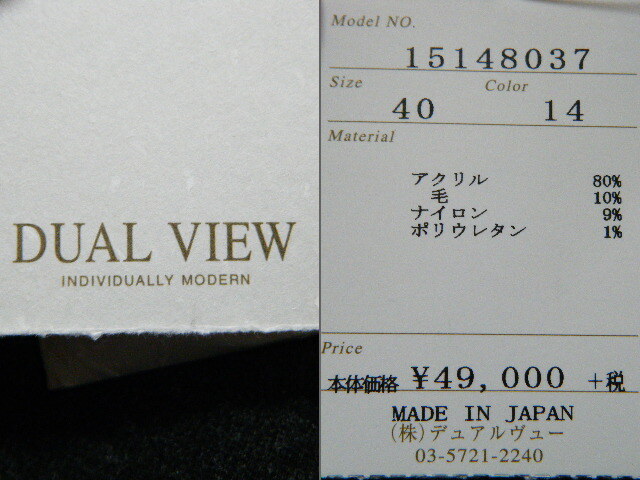 DUAL VIEW
INDIVIDUALLY MODERN
Model NO.
15148037
Size Color
40 14
Material
アクリル 80%
毛 10%
ナイロン 9%
ポリウレタン 1%
Price
本体価格 ¥49,000 +税
MADE IN JAPAN
(株)デュアルヴュー
03-5721-2240